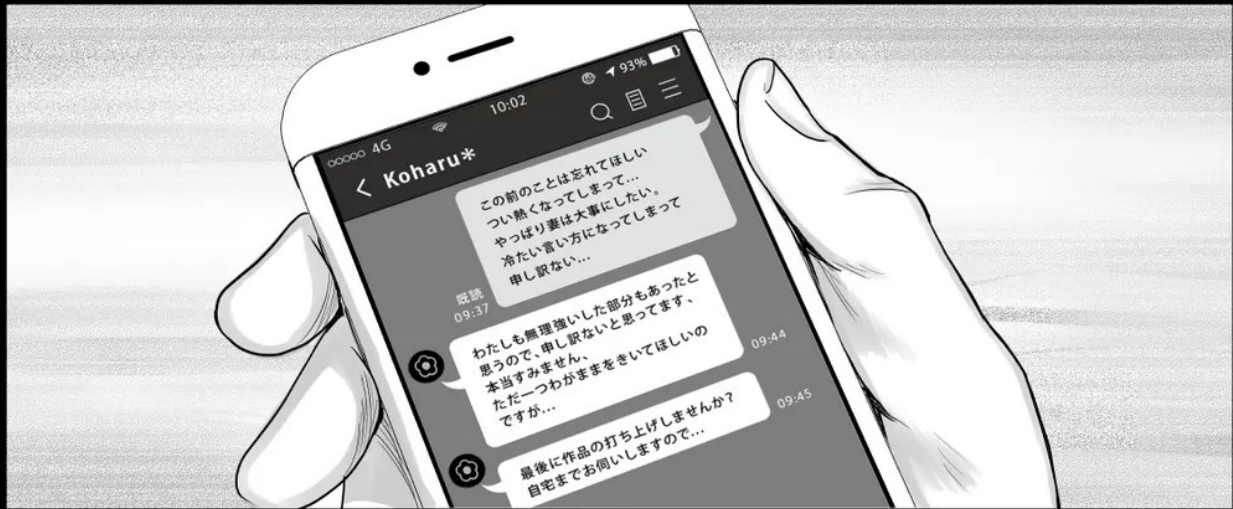 ○○○○○ 4G
10:02
93%
Koharu*
この前のことは忘れてほしい
つい熱くなってしまって…
やっぱり妻は大事にしたい。
冷たい言い方になってしまって
申し訳ない…
既読
09:37
わたしも無理強いした部分もあったと
思うので、申し訳ないと思ってます、
本当すみません、
ただ一つわがままをきいてほしいの
ですが…
09:44
最後に作品の打ち上げしませんか?
自宅までお伺いしますので…
09:45